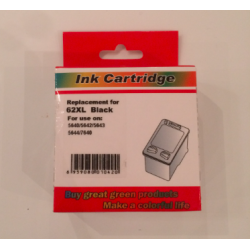 Ink Cartridge
Replacement for
62XL Black
For use on:
5640/5642/5643
5644/7640
Buy great green products
Make a colorful life